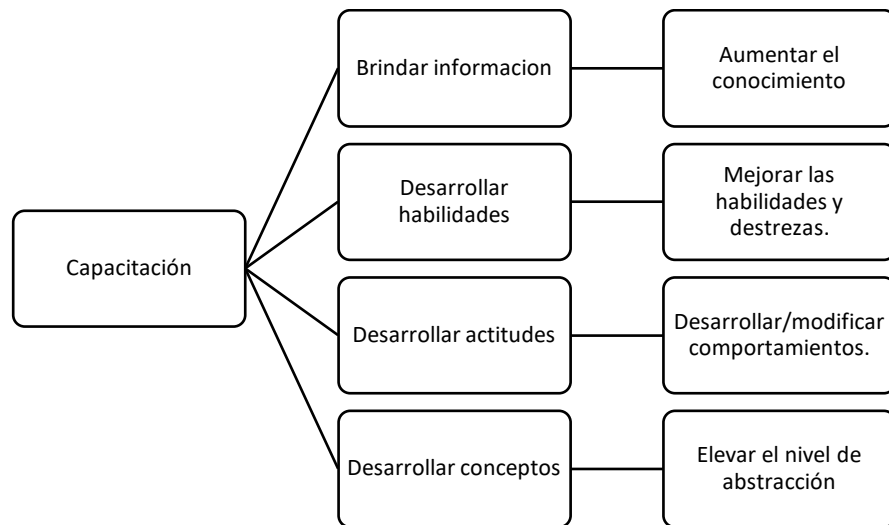 Capacitación
Brindar informacion
Aumentar el
conocimiento
Desarrollar
habilidades
Mejorar las
habilidades y
destrezas.
Desarrollar actitudes
Desarrollar/modificar
comportamientos.
Desarrollar conceptos
Elevar el nivel de
abstracción